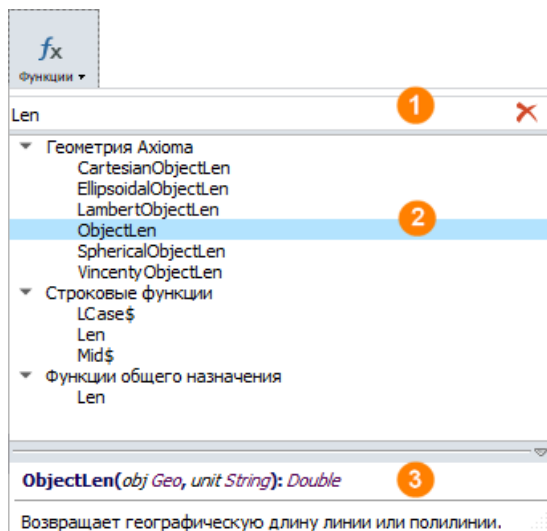 fx
Функции
Len
1
Геометрия Axioma
CartesianObjectLen
EllipsoidalObjectLen
LambertObjectLen
ObjectLen
2
SphericalObjectLen
VincentyObjectLen
Строковые функции
LCase$
Len
Mid$
Функции общего назначения
Len
ObjectLen(obj Geo, unit String): Double
3
Возвращает географическую длину линии или полилинии.